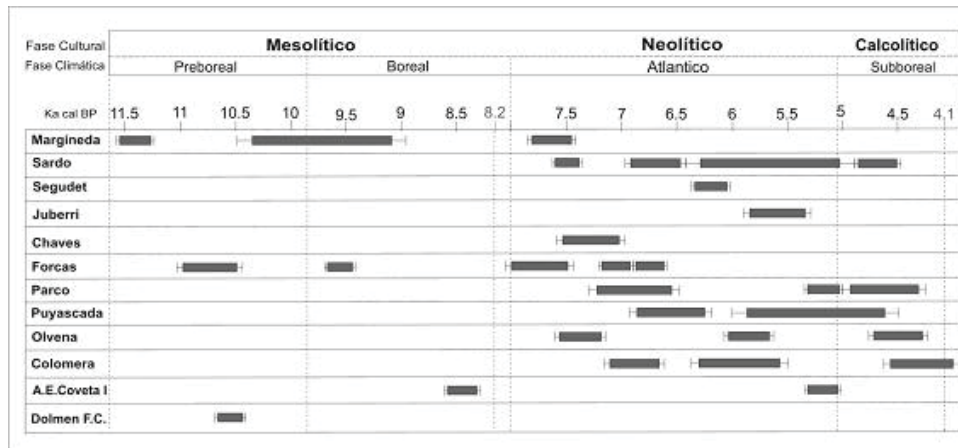 Fase Cultural Mesolítico Neolítico Calcolítico
Fase Climática Preboreal Boreal Atlantico Subboreal
Ka cal BP 11.5 11 10.5 10 9.5 9 8.5 8.2 7.5 7 6.5 6 5.5 5 4.5 4.1
Margineda
Sardo
Segudet
Juberri
Chaves
Forcas
Parco
Puyascada
Olvena
Colomera
A.E.Coveta I
Dolmen F.C.